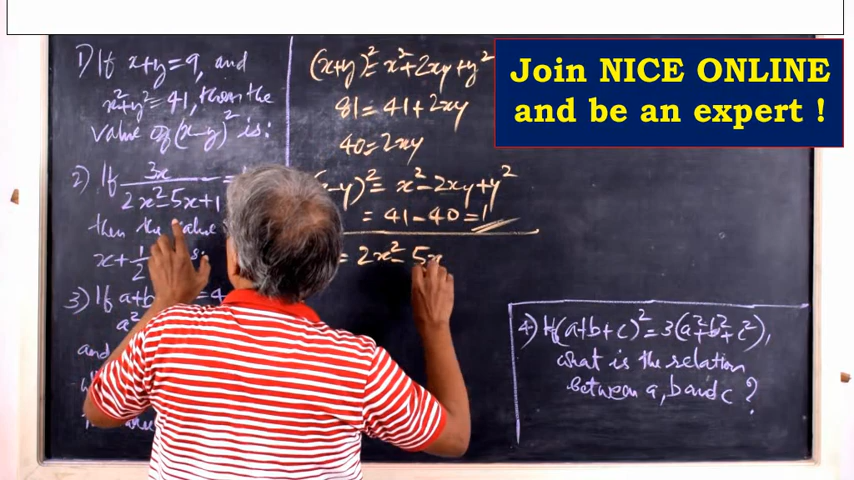 1) If x+y=9, and
x²+y²=41, then the
value of (x-y)² is:
2) If 3x
2x²-5x+1 =
then the value
x+1
2
3) If a+b = 4
a²
and
(x+y)²=x²+2xy+y²
81=41+2xy
40=2xy
-y)²= x²-2xy+y²
= 41-40=1
= 2x²-5x
Join NICE ONLINE
and be an expert !
4) If (a+b+c)²=3(a²+b²+c²),
what is the relation
between a, b and c ?